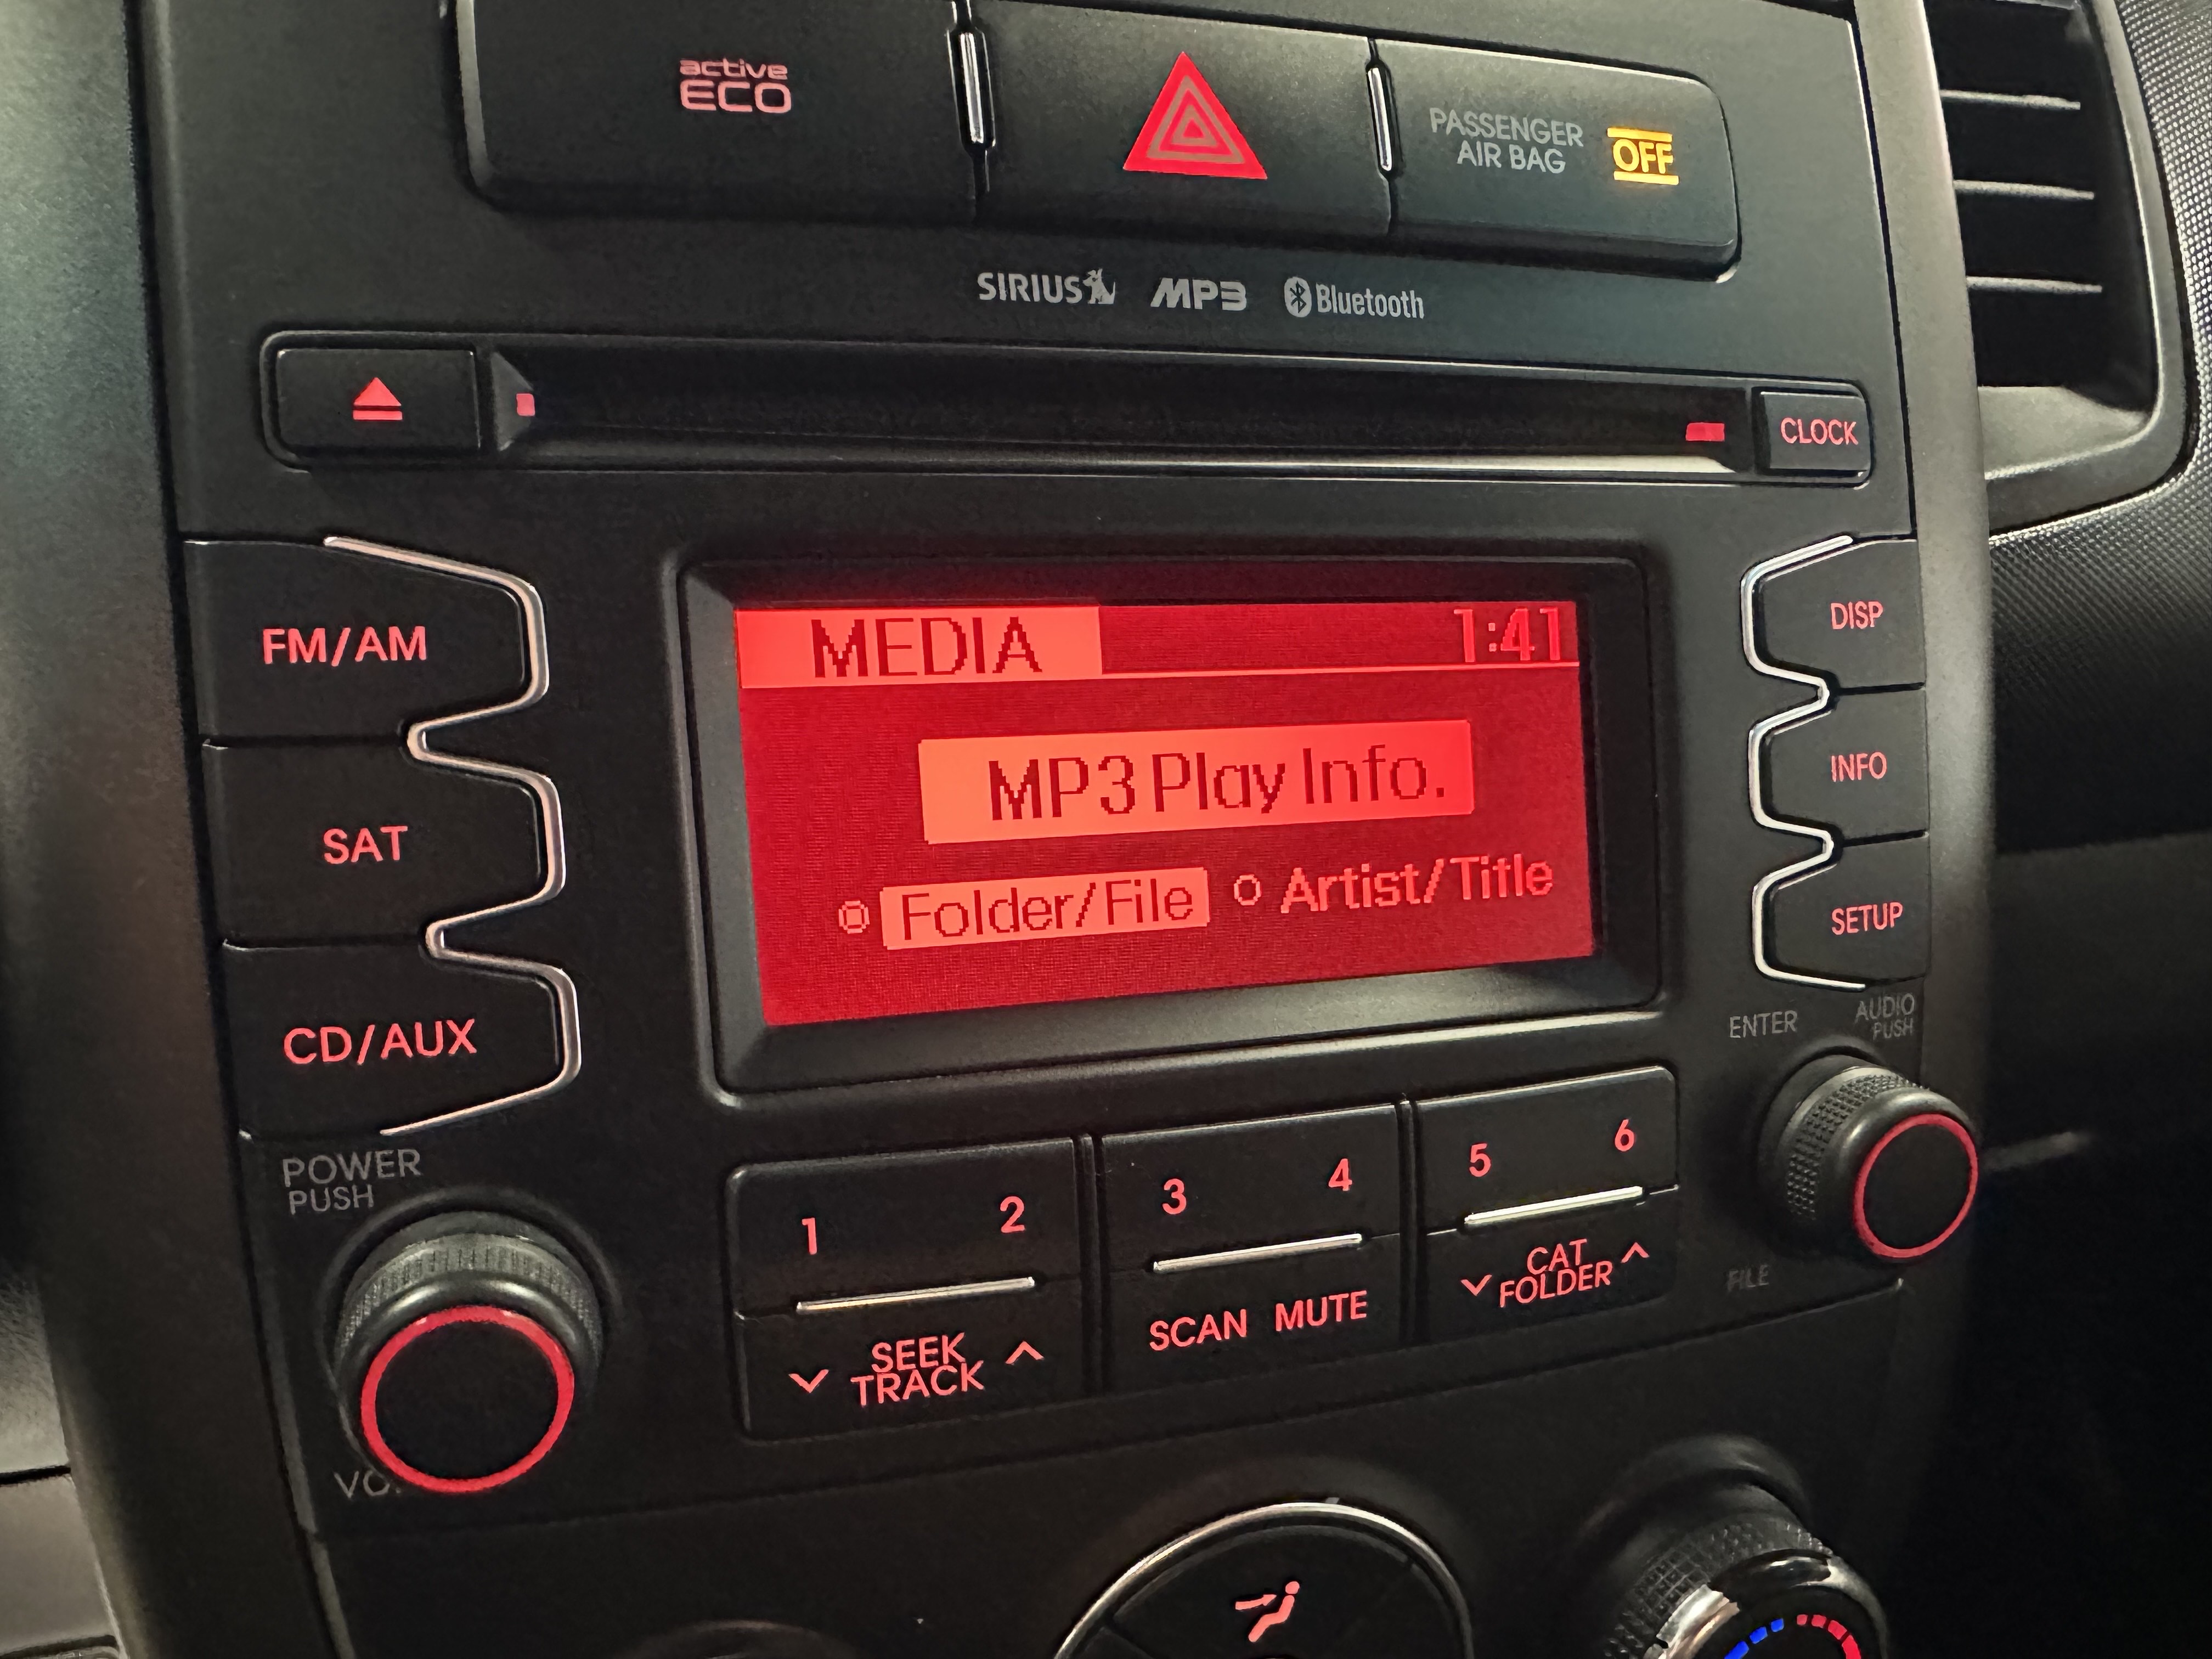 active
ECO
PASSENGER
AIR BAG
OFF
SIRIUS MP3 Bluetooth
CLOCK
FM/AM
SAT
CD/AUX
MEDIA 1:41
MP3 Play Info.
Folder/File Artist/Title
DISP
INFO
SETUP
ENTER
AUDIO
PUSH
POWER
PUSH
1 2 3 4 5 6
SEEK
TRACK
SCAN MUTE
CAT
FOLDER
FILE